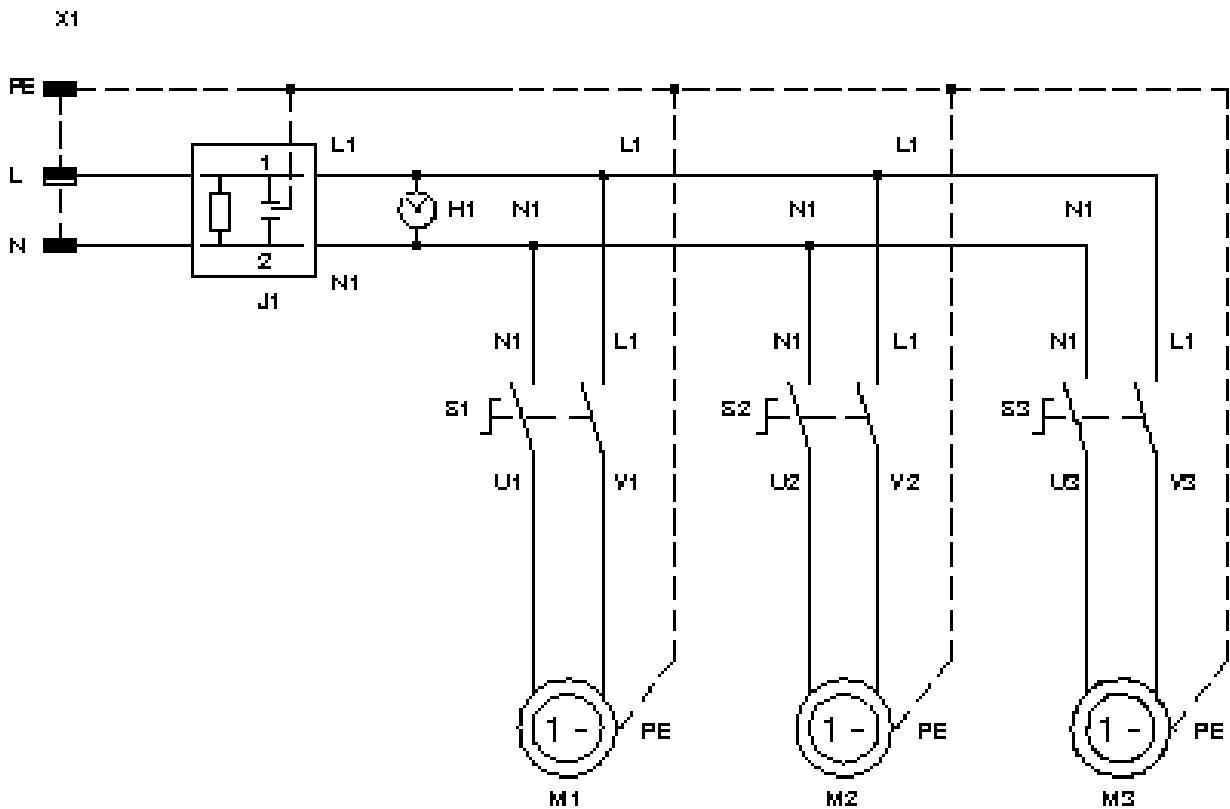 X1
PE
L1 L1 L1
L 1
H1 N1 N1 N1
N
2
N1
J1
N1 L1 N1 L1 N1 L1
S1 S2 S3
U1 V1 U2 V2 U3 V3
1 - PE 1 - PE 1 - PE
M1 M2 M3